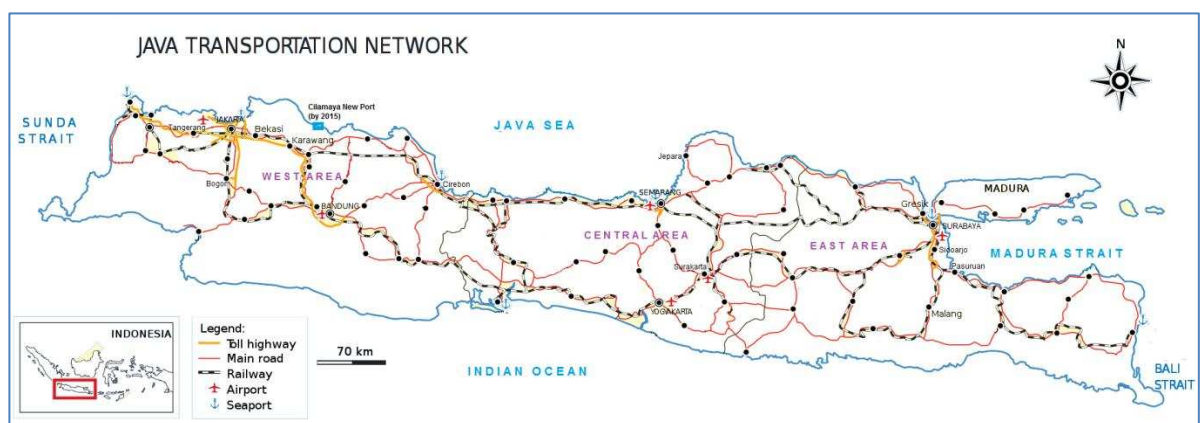 JAVA TRANSPORTATION NETWORK
N
SUNDA
STRAIT
Cilamaya New Port
(by 2015)
JAVA SEA
Tangerang
JAKARTA
Bekasi
Karawang
Jepara
WEST AREA
Bogor
Cirebon
BANDUNG
SEMARANG
MADURA
Gresik
SURABAYA
CENTRAL AREA
EAST AREA
Sidoarjo
MADURA STRAIT
Surakarta
Pasuruan
YOGYAKARTA
Malang
INDONESIA
Legend:
Toll highway
Main road
Railway
Airport
Seaport
70 km
INDIAN OCEAN
BALI
STRAIT